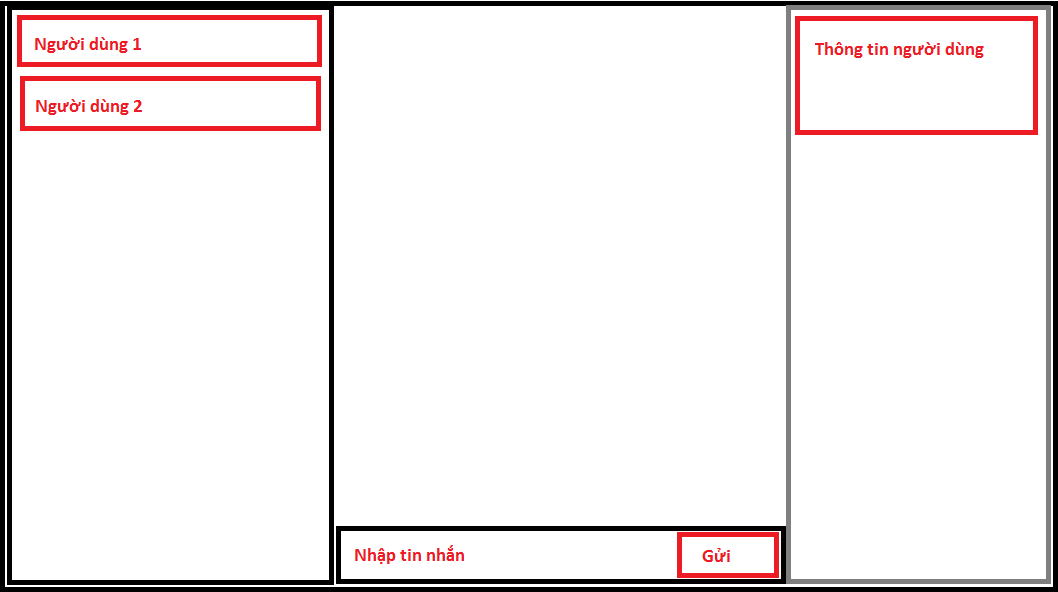 Người dùng 1
Người dùng 2
Thông tin người dùng
Nhập tin nhắn
Gửi